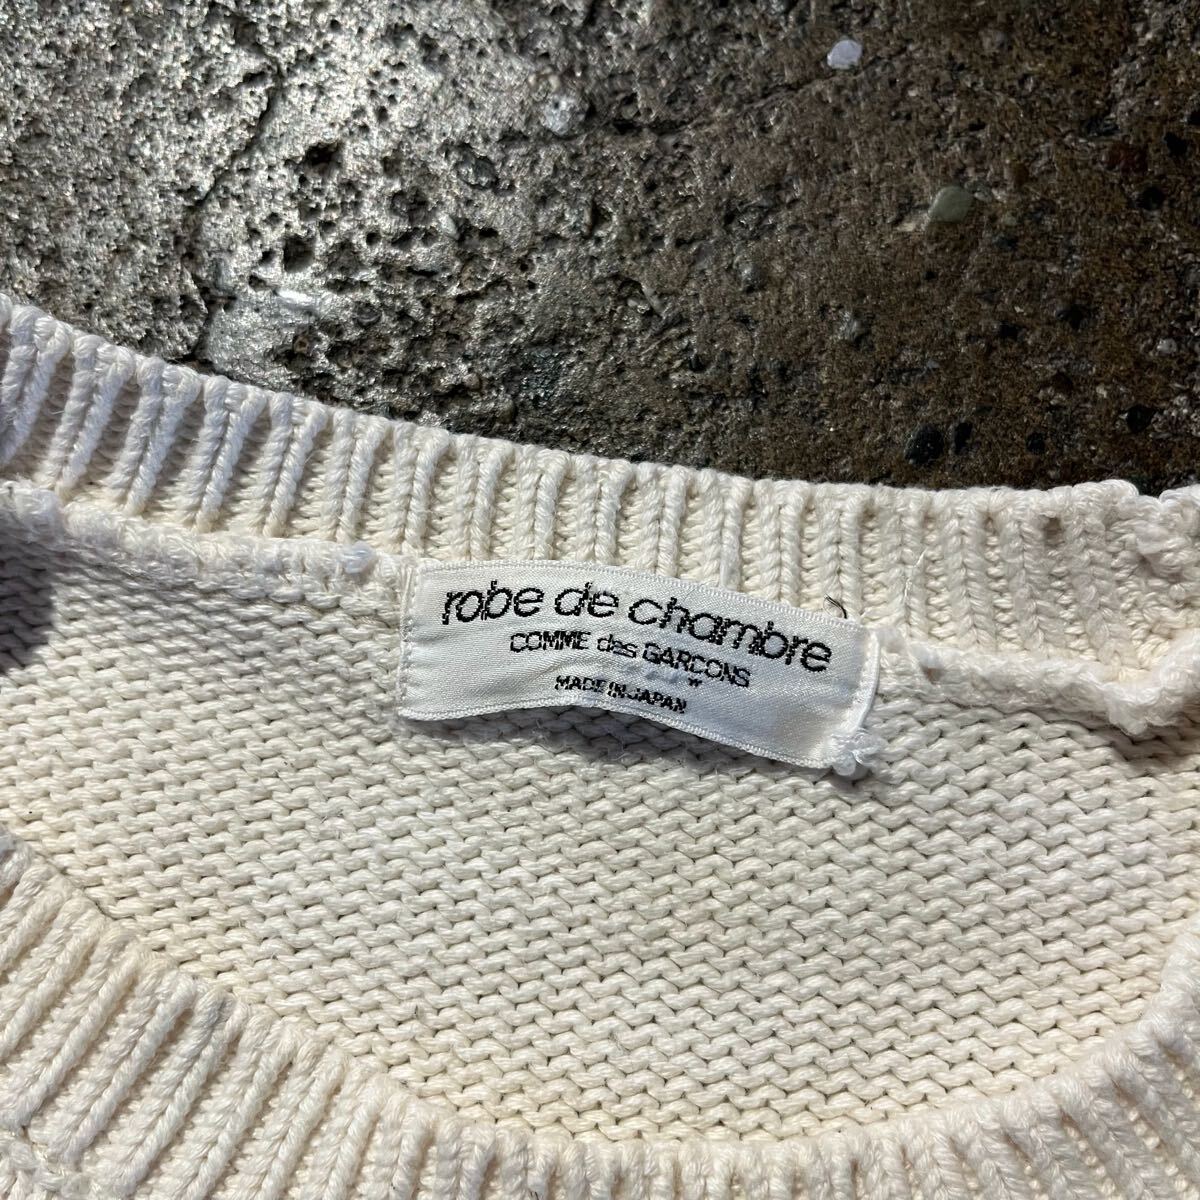 robe de chambre
COMME des GARCONS
MADE IN JAPAN